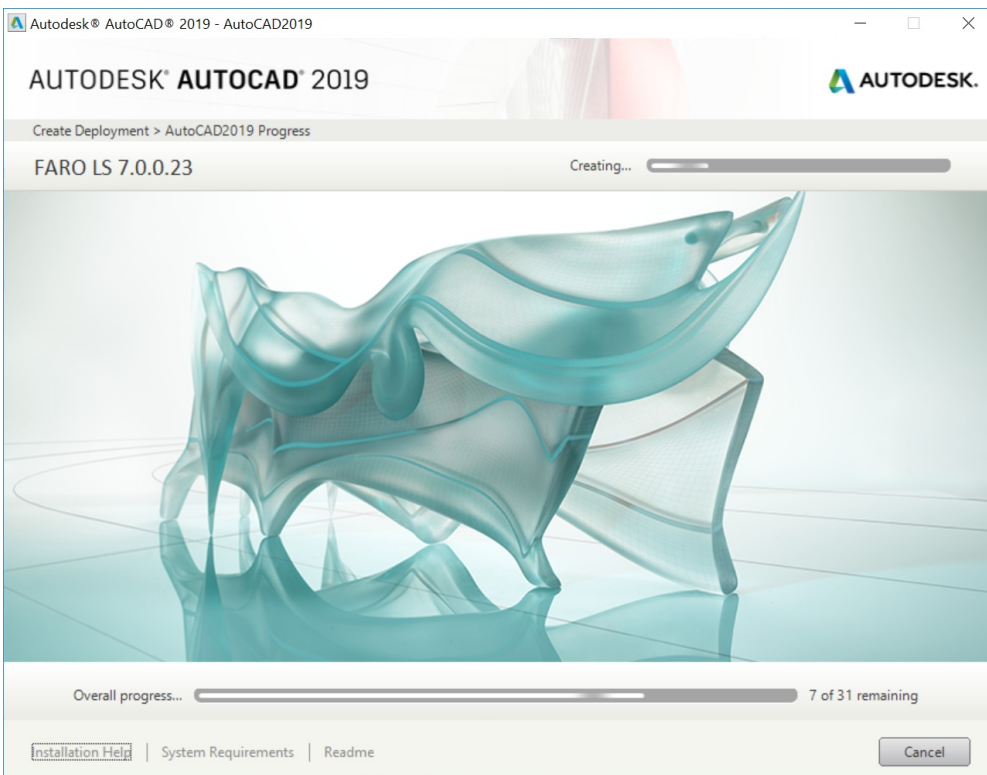 Autodesk® AutoCAD® 2019 - AutoCAD2019
AUTODESK® AUTOCAD® 2019
AUTODESK.
Create Deployment > AutoCAD2019 Progress
FARO LS 7.0.0.23
Creating...
Overall progress...
7 of 31 remaining
Installation Help
System Requirements
Readme
Cancel